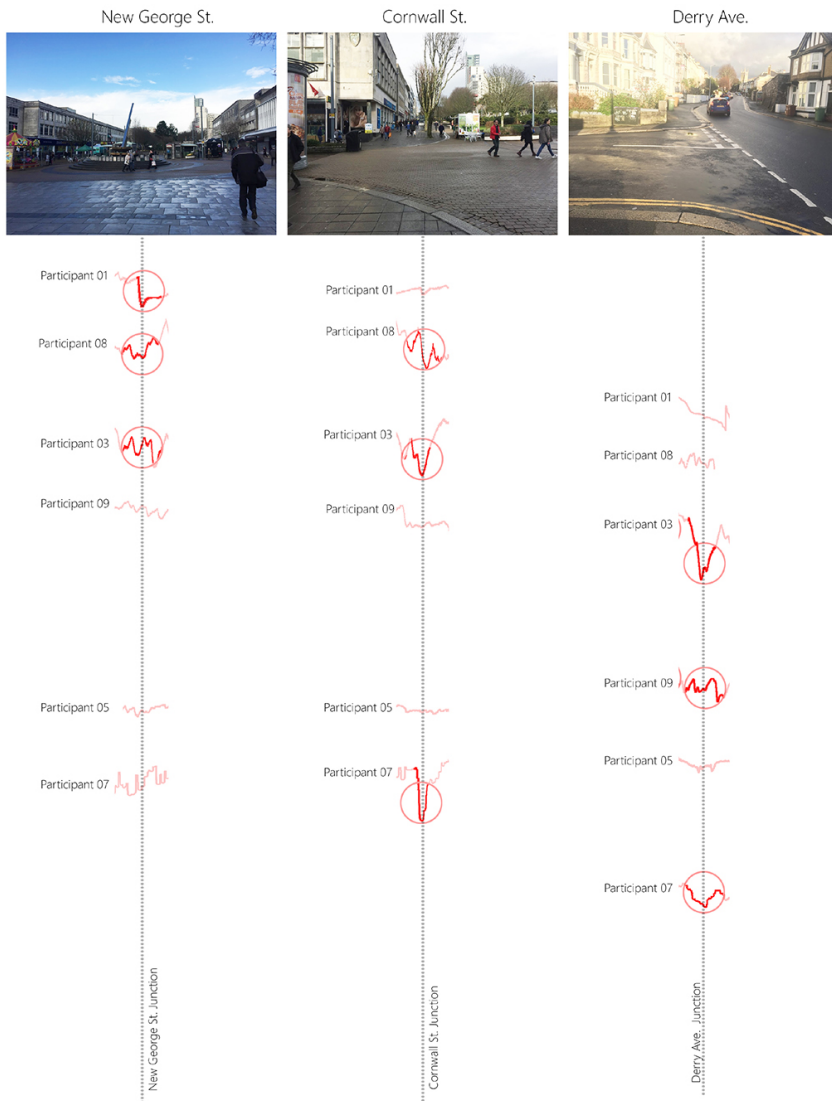 New George St.
Cornwall St.
Derry Ave.
Participant 01
Participant 08
Participant 03
Participant 09
Participant 05
Participant 07
New George St. Junction
Participant 01
Participant 08
Participant 03
Participant 09
Participant 05
Participant 07
Cornwall St. Junction
Participant 01
Participant 08
Participant 03
Participant 09
Participant 05
Participant 07
Derry Ave. Junction